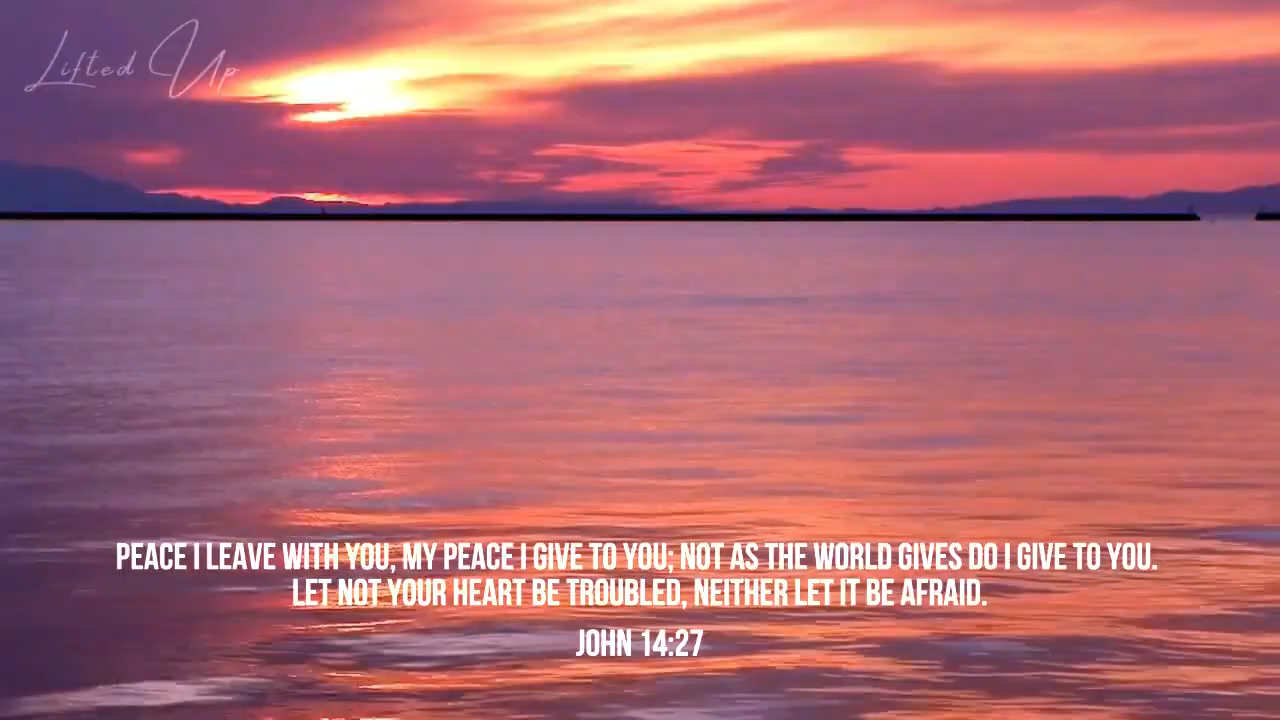 Lifted Up
PEACE I LEAVE WITH YOU, MY PEACE I GIVE TO YOU; NOT AS THE WORLD GIVES DO I GIVE TO YOU.
LET NOT YOUR HEART BE TROUBLED, NEITHER LET IT BE AFRAID.
JOHN 14:27